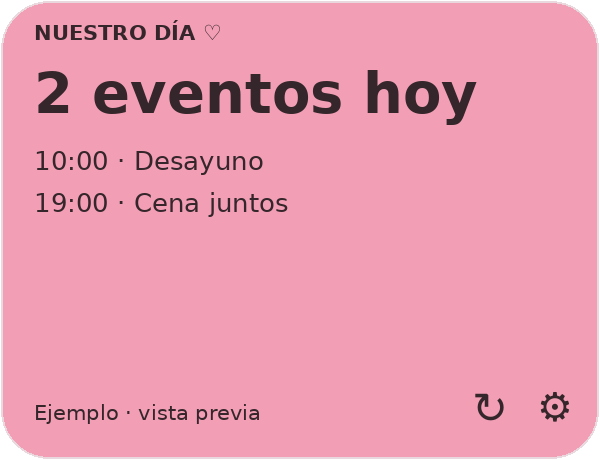 NUESTRO DÍA ♡
2 eventos hoy
10:00 · Desayuno
19:00 · Cena juntos
Ejemplo · vista previa